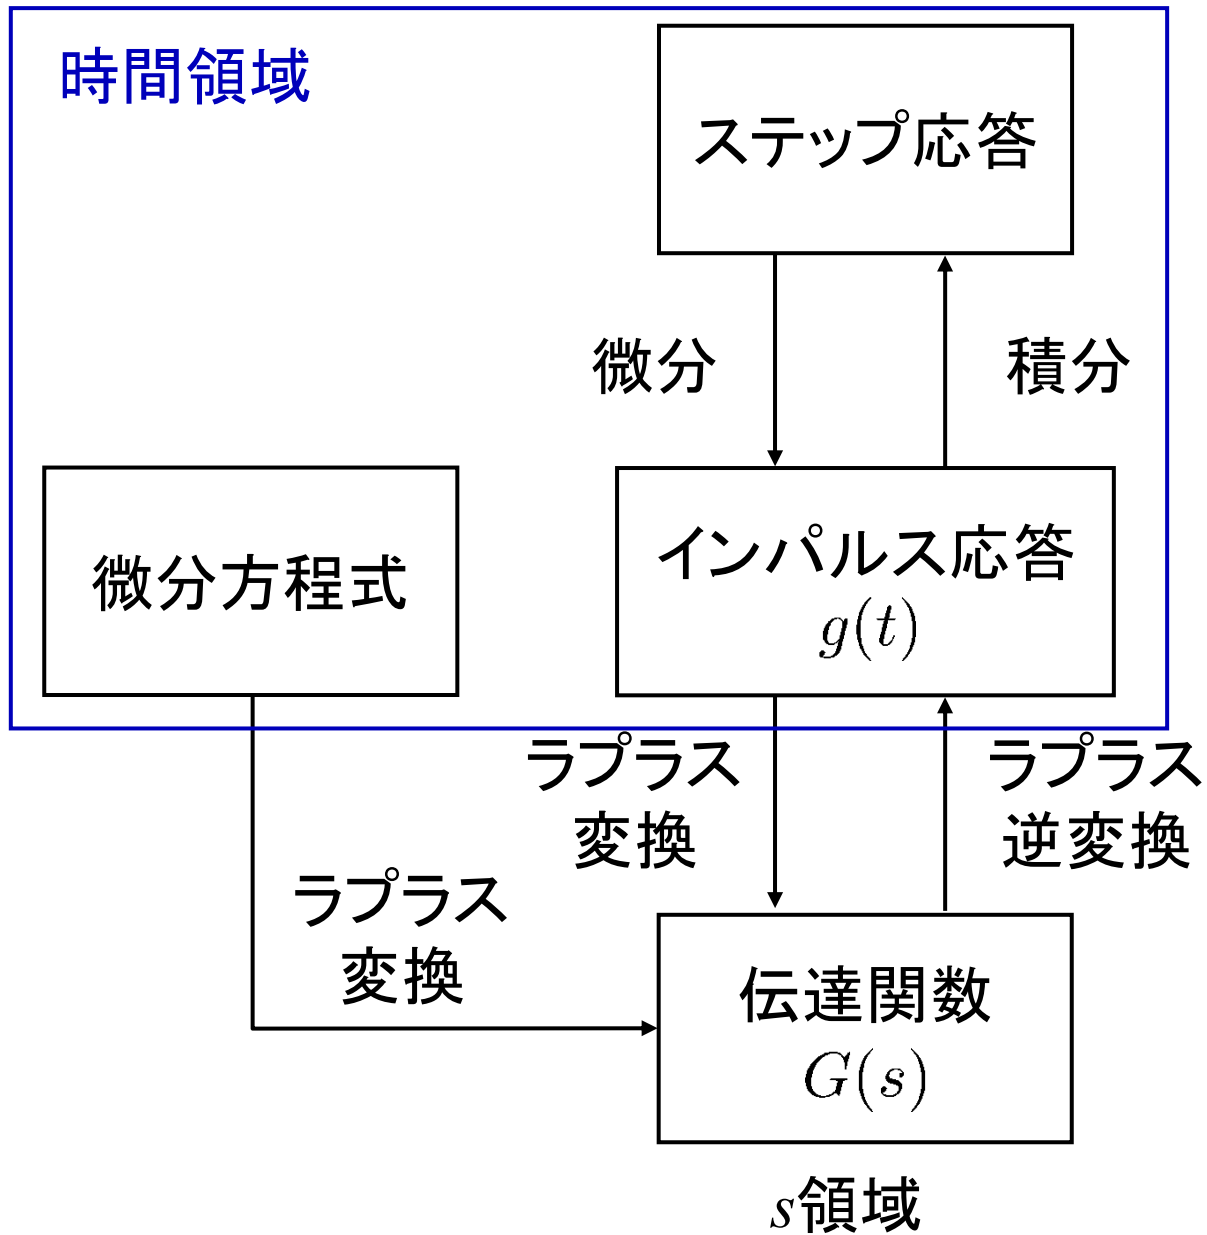 時間領域
ステップ応答
微分
積分
微分方程式
インパルス応答
g(t)
ラプラス
変換
ラプラス
逆変換
ラプラス
変換
伝達関数
G(s)
s領域